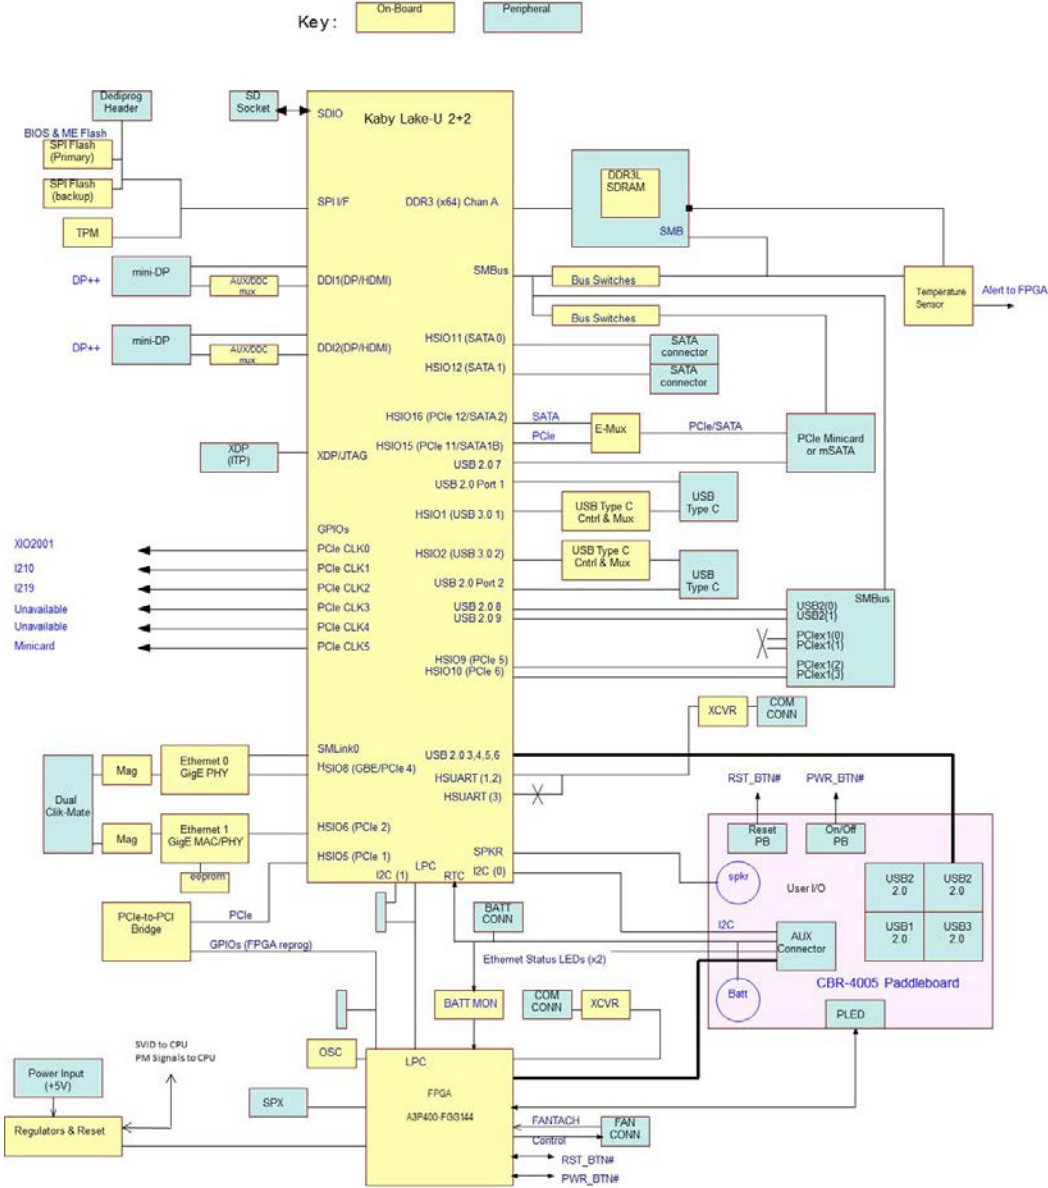 Key:
On-Board
Peripheral
Dediprog
Header
SD
Socket
SDIO
Kaby Lake-U 2+2
BIOS & ME Flash
SPI Flash
(Primary)
SPI Flash
(backup)
TPM
SPI I/F
DDR3 (x64) Chan A
DDR3L
SDRAM
SMB
DP++
mini-DP
AUX/DDC
mux
DDI1(DP/HDMI)
SMBus
Bus Switches
Bus Switches
Temperature
Sensor
Alert to FPGA
DP++
mini-DP
AUX/DDC
mux
DDI2(DP/HDMI)
HSIO11 (SATA 0)
HSIO12 (SATA 1)
SATA
connector
SATA
connector
HSIO16 (PCIe 12/SATA 2)
SATA
HSIO15 (PCIe 11/SATA1B)
PCIe
E-Mux
PCIe/SATA
PCIe Minicard
or mSATA
XDP
(ITP)
XDP/JTAG
USB 2.0 7
USB 2.0 Port 1
HSIO1 (USB 3.0 1)
USB Type C
Cntrl & Mux
USB
Type C
GPIOs
XIO2001
PCIe CLK0
I210
PCIe CLK1
I219
PCIe CLK2
Unavailable
PCIe CLK3
Unavailable
PCIe CLK4
Minicard
PCIe CLK5
HSIO2 (USB 3.0 2)
USB Type C
Cntrl & Mux
USB 2.0 Port 2
USB
Type C
USB 2.0 8
USB 2.0 9
SMBus
USB2(0)
USB2(1)
PCIex1(0)
PCIex1(1)
PCIex1(2)
PCIex1(3)
HSIO9 (PCIe 5)
HSIO10 (PCIe 6)
XCVR
COM
CONN
Dual
Clik-Mate
Mag
Ethernet 0
GigE PHY
SMLink0
HSIO8 (GBE/PCIe 4)
USB 2.0 3,4,5,6
HSUART (1,2)
HSUART (3)
Mag
Ethernet 1
GigE MAC/PHY
eeprom
HSIO6 (PCIe 2)
HSIO5 (PCIe 1)
I2C (1)
LPC
RTC
SPKR
I2C (0)
RST_BTN#
PWR_BTN#
Reset
PB
On/Off
PB
spkr
User I/O
USB2
2.0
USB2
2.0
USB1
2.0
USB3
2.0
I2C
AUX
Connector
Batt
CBR-4005 Paddleboard
PLED
PCIe-to-PCI
Bridge
PCIe
GPIOs (FPGA reprog)
BATT
CONN
Ethernet Status LEDs (x2)
BATT MON
COM
CONN
XCVR
OSC
LPC
FPGA
A3P400-FGG144
SVID to CPU
PM Signals to CPU
Power Input
(+5V)
Regulators & Reset
SPX
FANTACH
Control
FAN
CONN
RST_BTN#
PWR_BTN#